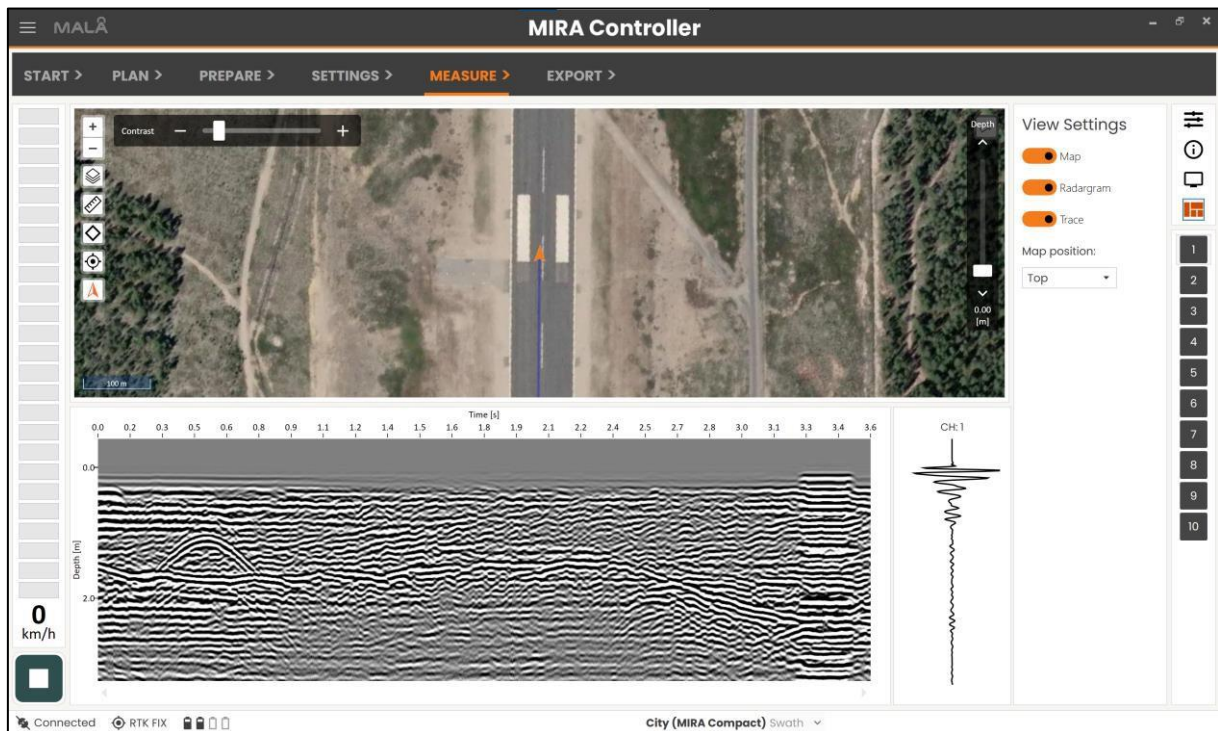 MALÅ
MIRA Controller
START >
PLAN >
PREPARE >
SETTINGS >
MEASURE >
EXPORT >
+
−
Contrast − +
100 m
Depth
0.00
[m]
View Settings
Map
Radargram
Trace
Map position:
Top
1
2
3
4
5
6
7
8
9
10
Time [s]
0.0 0.2 0.3 0.5 0.6 0.8 0.9 1.1 1.2 1.4 1.5 1.6 1.8 1.9 2.1 2.2 2.4 2.5 2.7 2.8 3.0 3.1 3.3 3.4 3.6
0.0
Depth [m]
2.0
CH: 1
0
km/h
Connected
RTK FIX
City (MIRA Compact) Swath